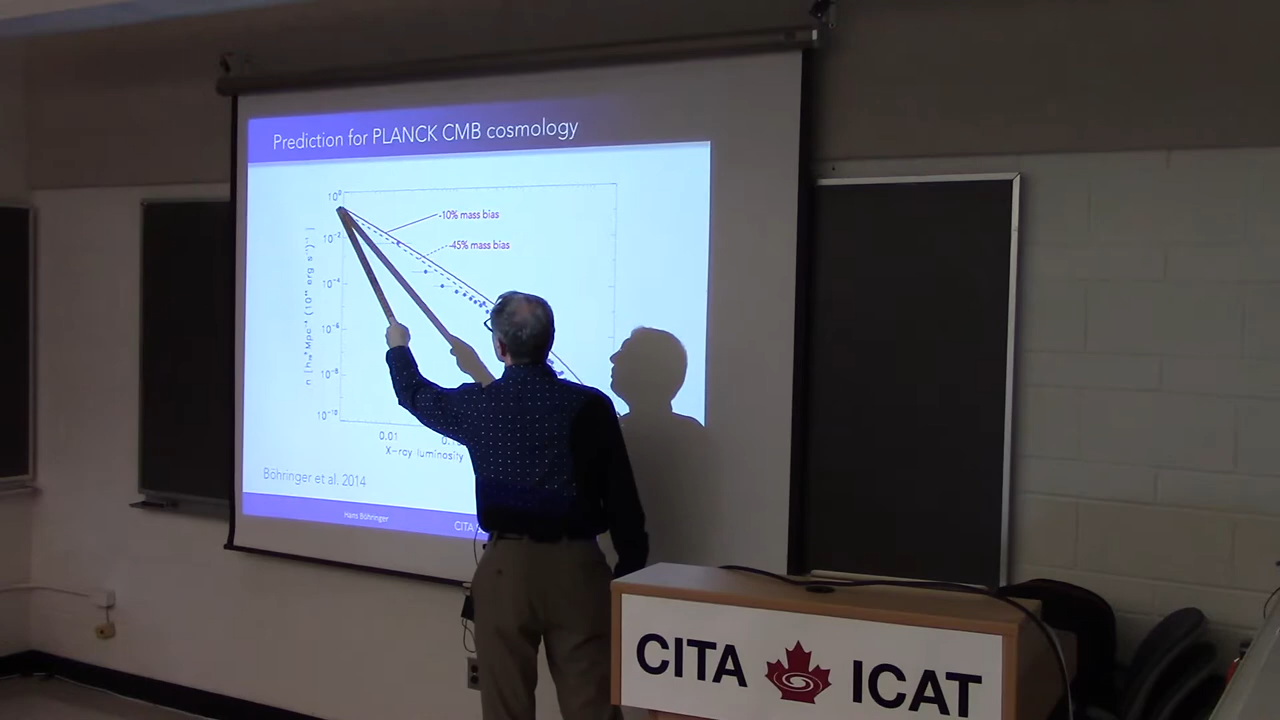 Prediction for PLANCK CMB cosmology
10⁰
-10% mass bias
10⁻²
-45% mass bias
10⁻⁴
10⁻⁶
10⁻⁸
10⁻¹⁰
0.01
X-ray luminosity
Böhringer et al. 2014
Hans Böhringer
CITA
CITA ICAT